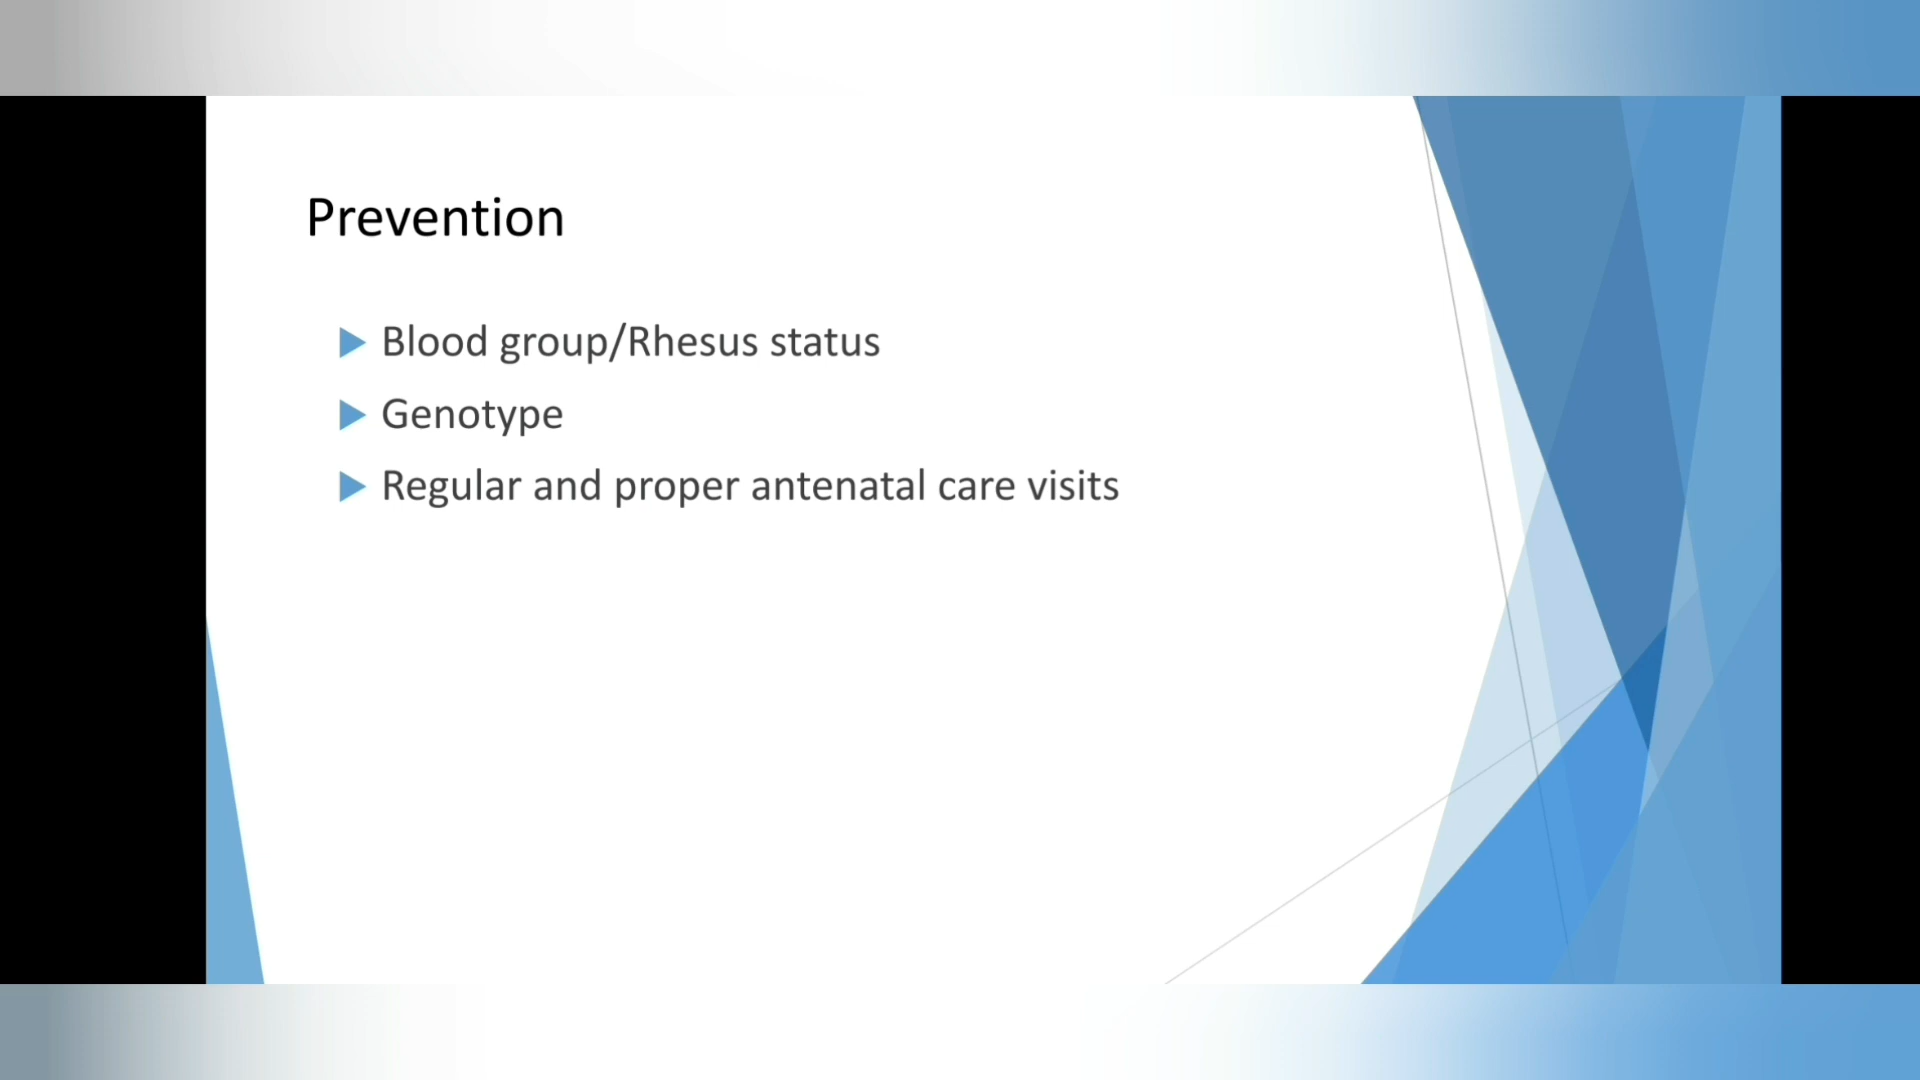 Prevention
Blood group/Rhesus status
Genotype
Regular and proper antenatal care visits